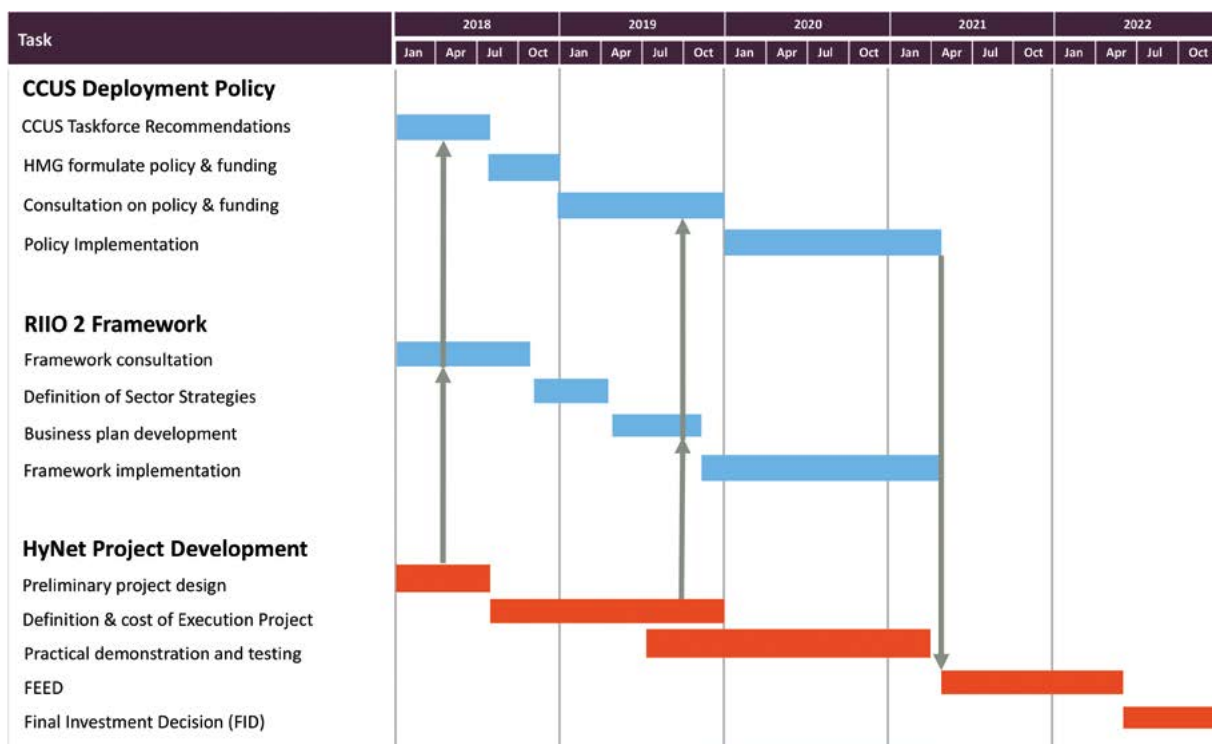 Task
2018 2019 2020 2021 2022
Jan Apr Jul Oct Jan Apr Jul Oct Jan Apr Jul Oct Jan Apr Jul Oct Jan Apr Jul Oct
CCUS Deployment Policy
CCUS Taskforce Recommendations
HMG formulate policy & funding
Consultation on policy & funding
Policy Implementation
RIIO 2 Framework
Framework consultation
Definition of Sector Strategies
Business plan development
Framework implementation
HyNet Project Development
Preliminary project design
Definition & cost of Execution Project
Practical demonstration and testing
FEED
Final Investment Decision (FID)